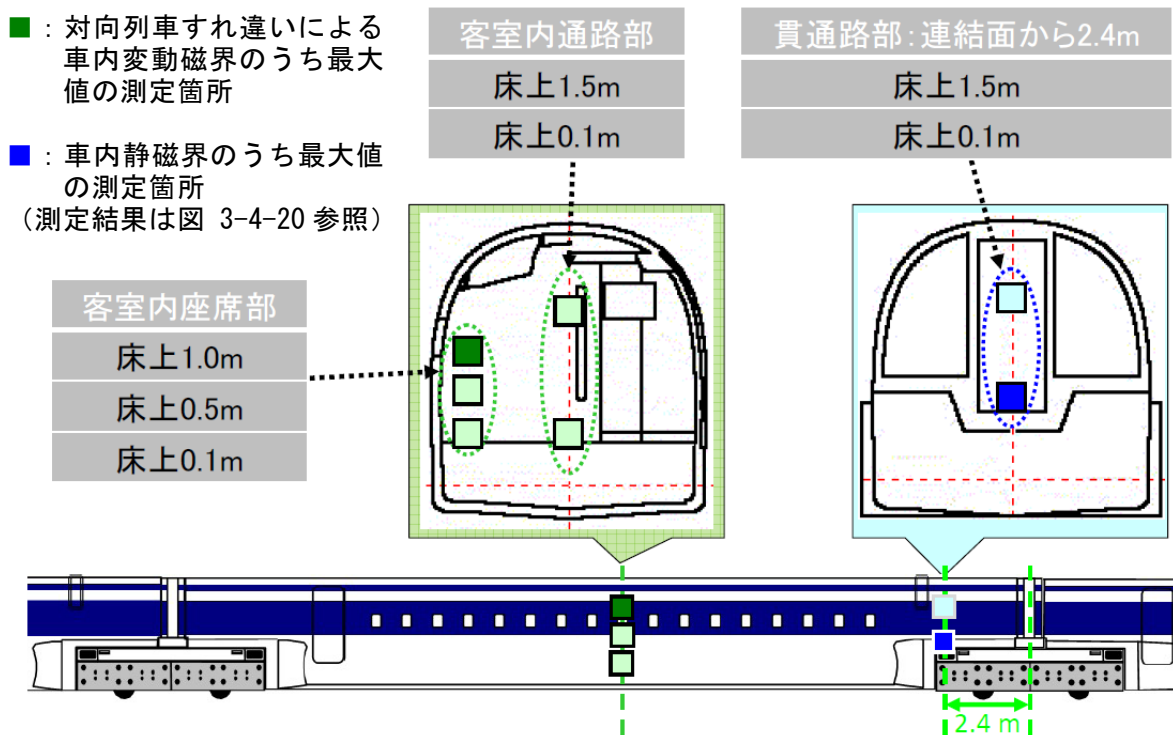 ■：対向列車すれ違いによる
車内変動磁界のうち最大
値の測定箇所
■：車内静磁界のうち最大値
の測定箇所
（測定結果は図 3-4-20 参照）
客室内通路部
床上1.5m
床上0.1m
貫通路部：連結面から2.4m
床上1.5m
床上0.1m
客室内座席部
床上1.0m
床上0.5m
床上0.1m
2.4 m